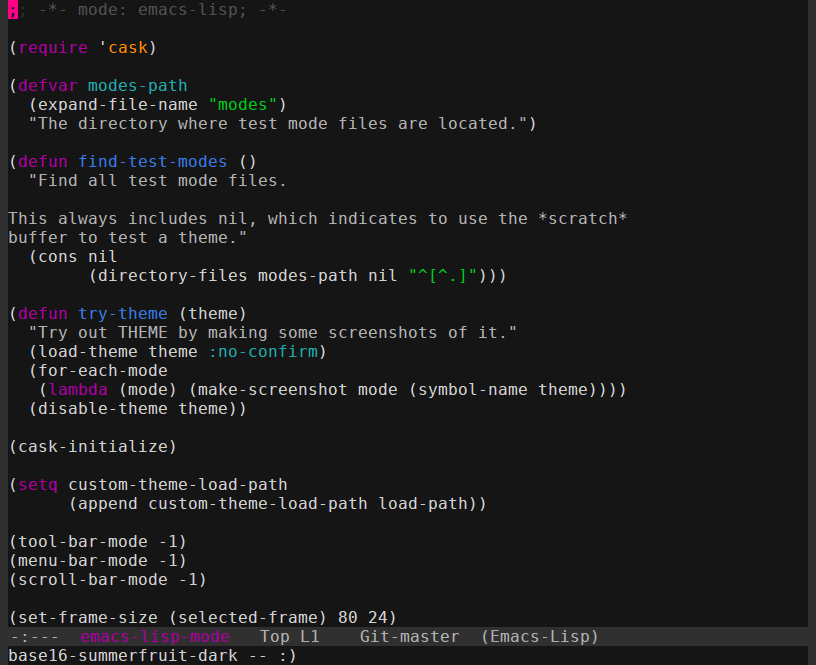 ;; -*- mode: emacs-lisp; -*-

(require 'cask)

(defvar modes-path
  (expand-file-name "modes")
  "The directory where test mode files are located.")

(defun find-test-modes ()
  "Find all test mode files.

This always includes nil, which indicates to use the *scratch*
buffer to test a theme."
  (cons nil
        (directory-files modes-path nil "^[^.]")))

(defun try-theme (theme)
  "Try out THEME by making some screenshots of it."
  (load-theme theme :no-confirm)
  (for-each-mode
   (lambda (mode) (make-screenshot mode (symbol-name theme))))
  (disable-theme theme))

(cask-initialize)

(setq custom-theme-load-path
      (append custom-theme-load-path load-path))

(tool-bar-mode -1)
(menu-bar-mode -1)
(scroll-bar-mode -1)

(set-frame-size (selected-frame) 80 24)
-:---  emacs-lisp-mode   Top L1    Git-master  (Emacs-Lisp)
base16-summerfruit-dark -- :)